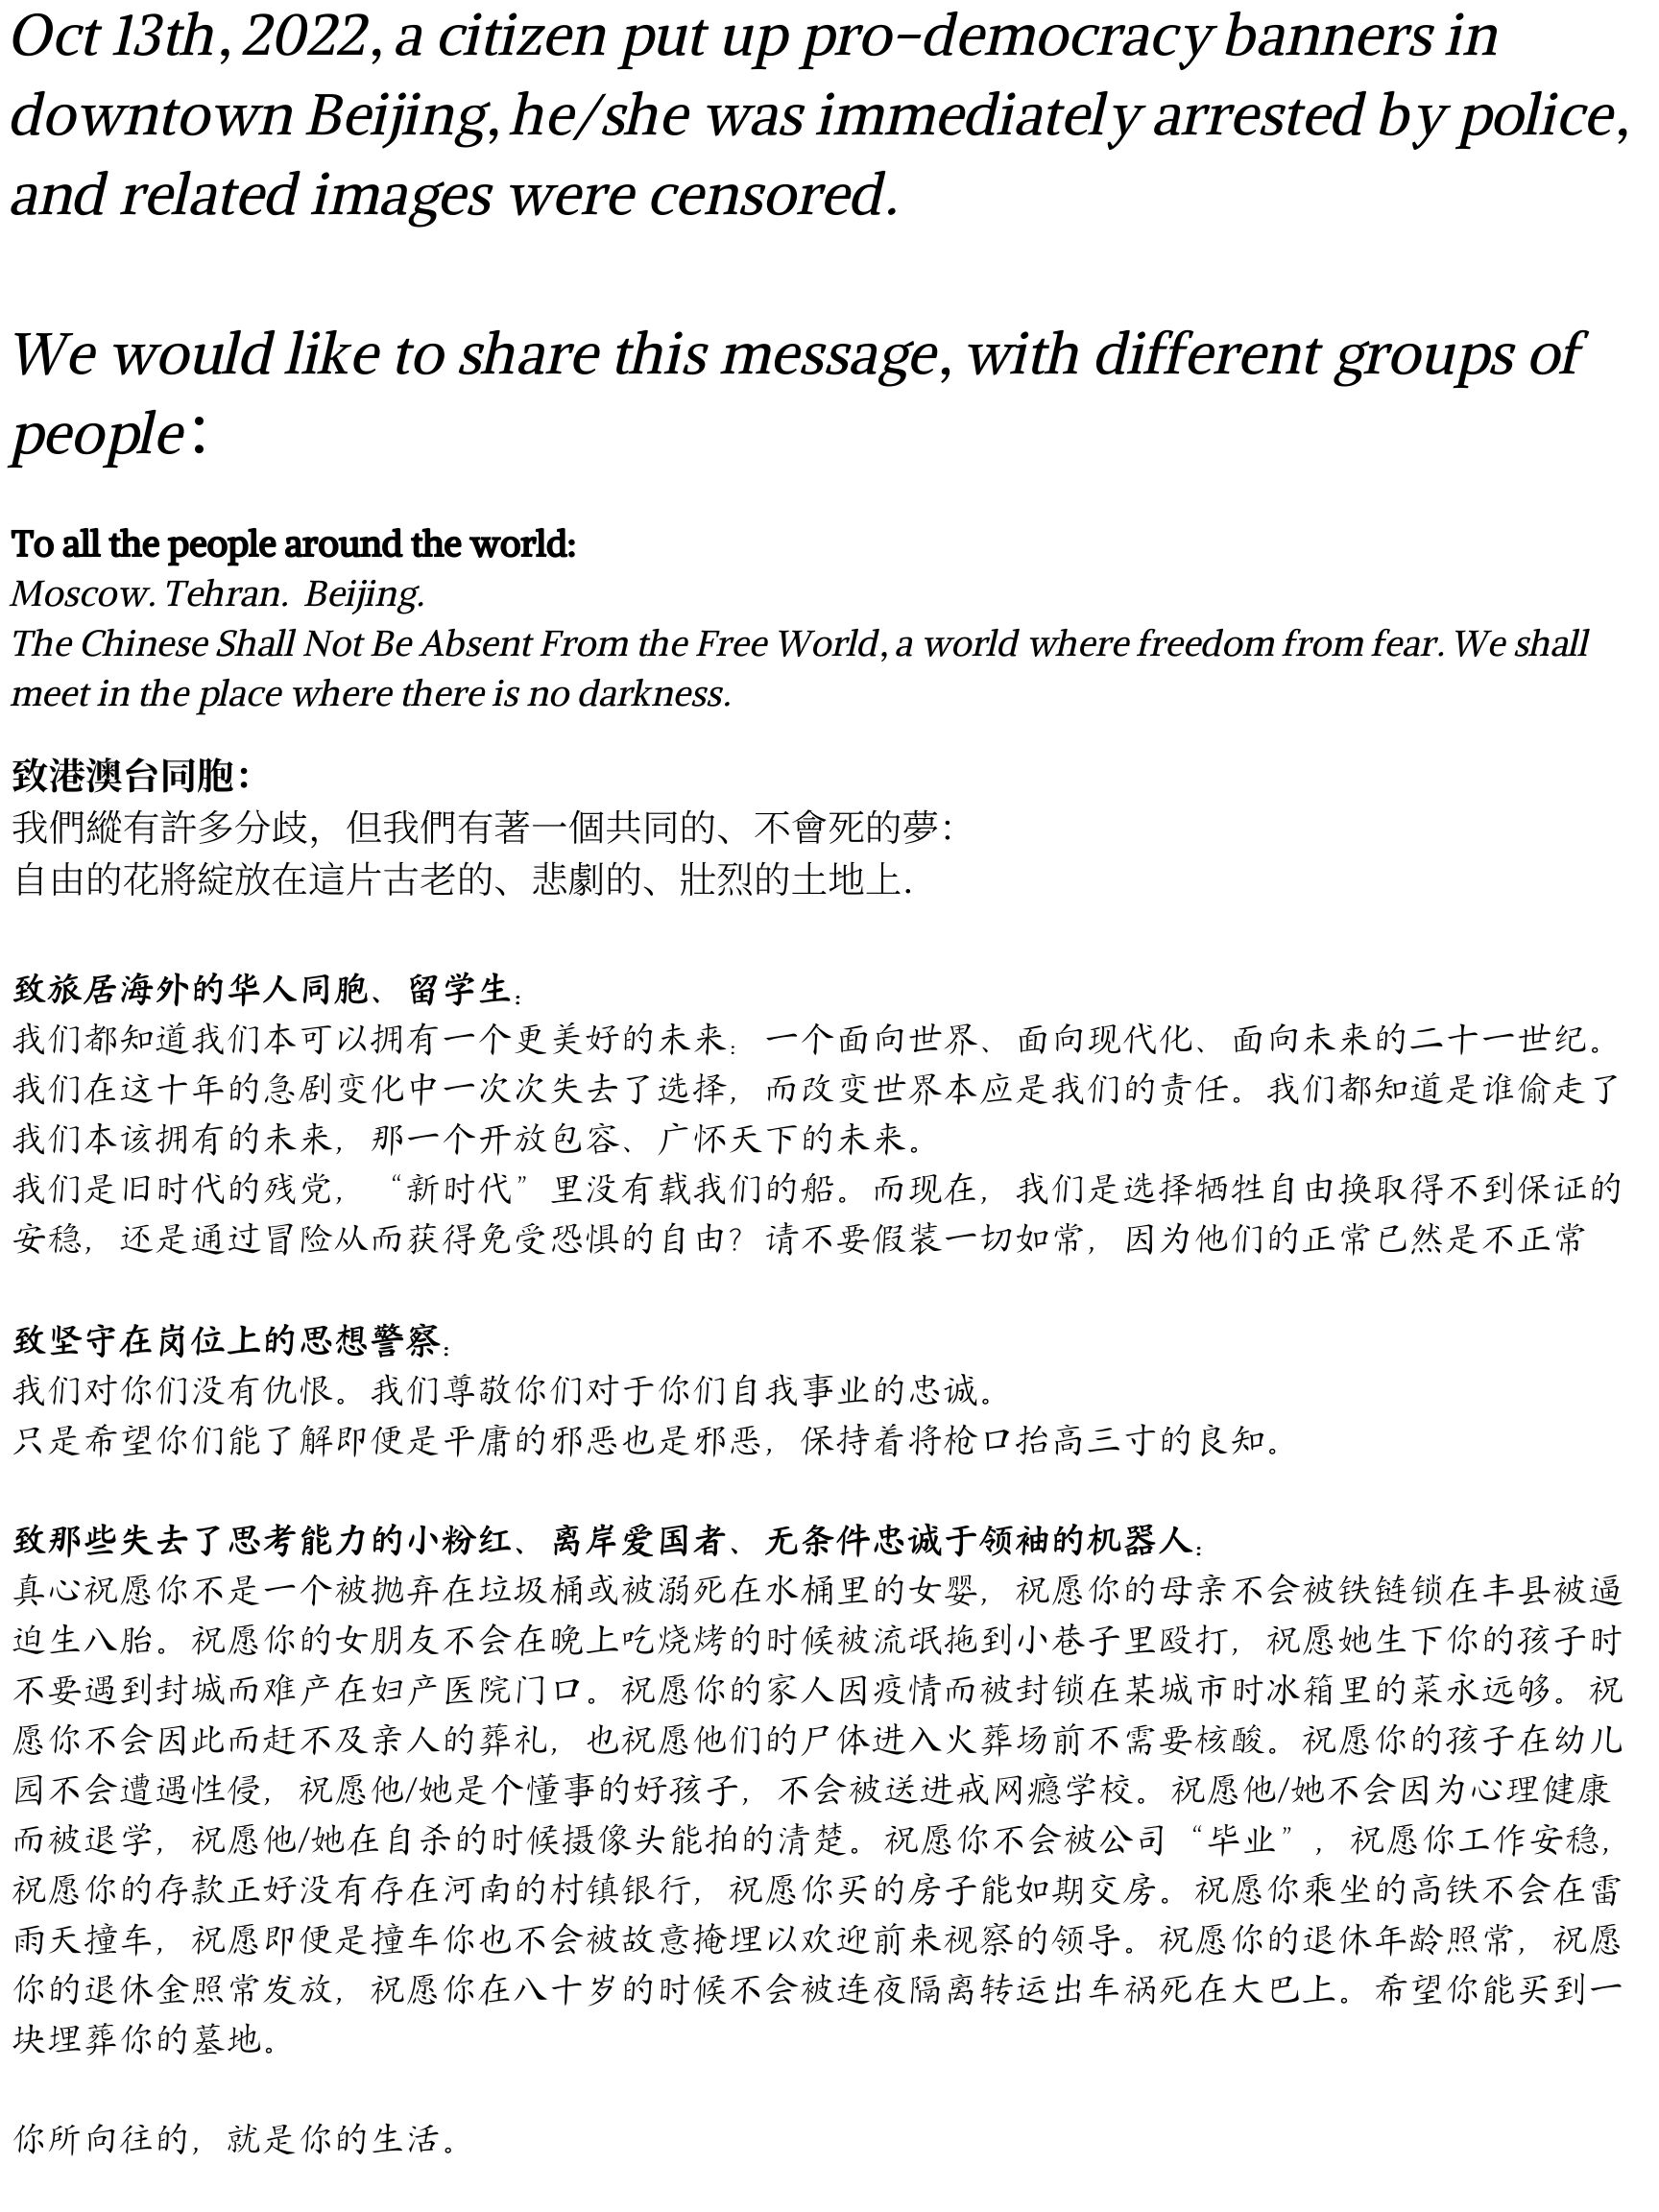 Oct 13th, 2022, a citizen put up pro-democracy banners in
downtown Beijing, he/she was immediately arrested by police,
and related images were censored.
We would like to share this message, with different groups of
people：
To all the people around the world:
Moscow. Tehran. Beijing.
The Chinese Shall Not Be Absent From the Free World, a world where freedom from fear. We shall
meet in the place where there is no darkness.
致港澳台同胞：
我們縱有許多分歧，但我們有著一個共同的、不會死的夢：
自由的花將綻放在這片古老的、悲劇的、壯烈的土地上.
致旅居海外的华人同胞、留学生：
我们都知道我们本可以拥有一个更美好的未来：一个面向世界、面向现代化、面向未来的二十一世纪。
我们在这十年的急剧变化中一次次失去了选择，而改变世界本应是我们的责任。我们都知道是谁偷走了
我们本该拥有的未来，那一个开放包容、广怀天下的未来。
我们是旧时代的残党，“新时代”里没有载我们的船。而现在，我们是选择牺牲自由换取得不到保证的
安稳，还是通过冒险从而获得免受恐惧的自由？请不要假装一切如常，因为他们的正常已然是不正常
致坚守在岗位上的思想警察：
我们对你们没有仇恨。我们尊敬你们对于你们自我事业的忠诚。
只是希望你们能了解即便是平庸的邪恶也是邪恶，保持着将枪口抬高三寸的良知。
致那些失去了思考能力的小粉红、离岸爱国者、无条件忠诚于领袖的机器人：
真心祝愿你不是一个被抛弃在垃圾桶或被溺死在水桶里的女婴，祝愿你的母亲不会被铁链锁在丰县被逼
迫生八胎。祝愿你的女朋友不会在晚上吃烧烤的时候被流氓拖到小巷子里殴打，祝愿她生下你的孩子时
不要遇到封城而难产在妇产医院门口。祝愿你的家人因疫情而被封锁在某城市时冰箱里的菜永远够。祝
愿你不会因此而赶不及亲人的葬礼，也祝愿他们的尸体进入火葬场前不需要核酸。祝愿你的孩子在幼儿
园不会遭遇性侵，祝愿他/她是个懂事的好孩子，不会被送进戒网瘾学校。祝愿他/她不会因为心理健康
而被退学，祝愿他/她在自杀的时候摄像头能拍的清楚。祝愿你不会被公司“毕业”，祝愿你工作安稳，
祝愿你的存款正好没有存在河南的村镇银行，祝愿你买的房子能如期交房。祝愿你乘坐的高铁不会在雷
雨天撞车，祝愿即便是撞车你也不会被故意掩埋以欢迎前来视察的领导。祝愿你的退休年龄照常，祝愿
你的退休金照常发放，祝愿你在八十岁的时候不会被连夜隔离转运出车祸死在大巴上。希望你能买到一
块埋葬你的墓地。
你所向往的，就是你的生活。